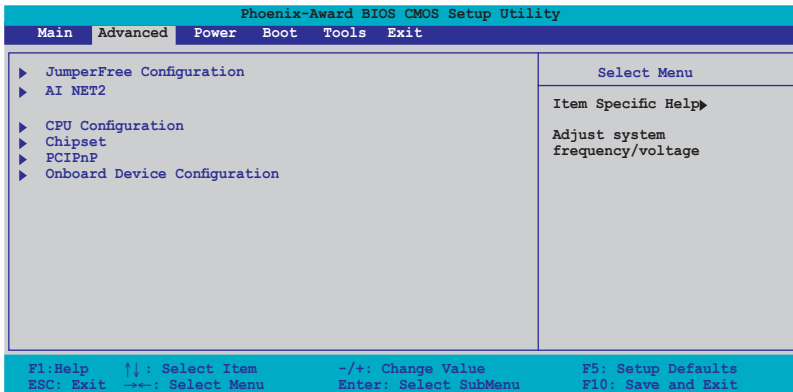 Phoenix-Award BIOS CMOS Setup Utility
Main Advanced Power Boot Tools Exit
JumperFree Configuration
AI NET2
CPU Configuration
Chipset
PCIPnP
Onboard Device Configuration
Select Menu
Item Specific Help
Adjust system
frequency/voltage
F1:Help ↑↓ : Select Item -/+: Change Value F5: Setup Defaults
ESC: Exit →←: Select Menu Enter: Select SubMenu F10: Save and Exit